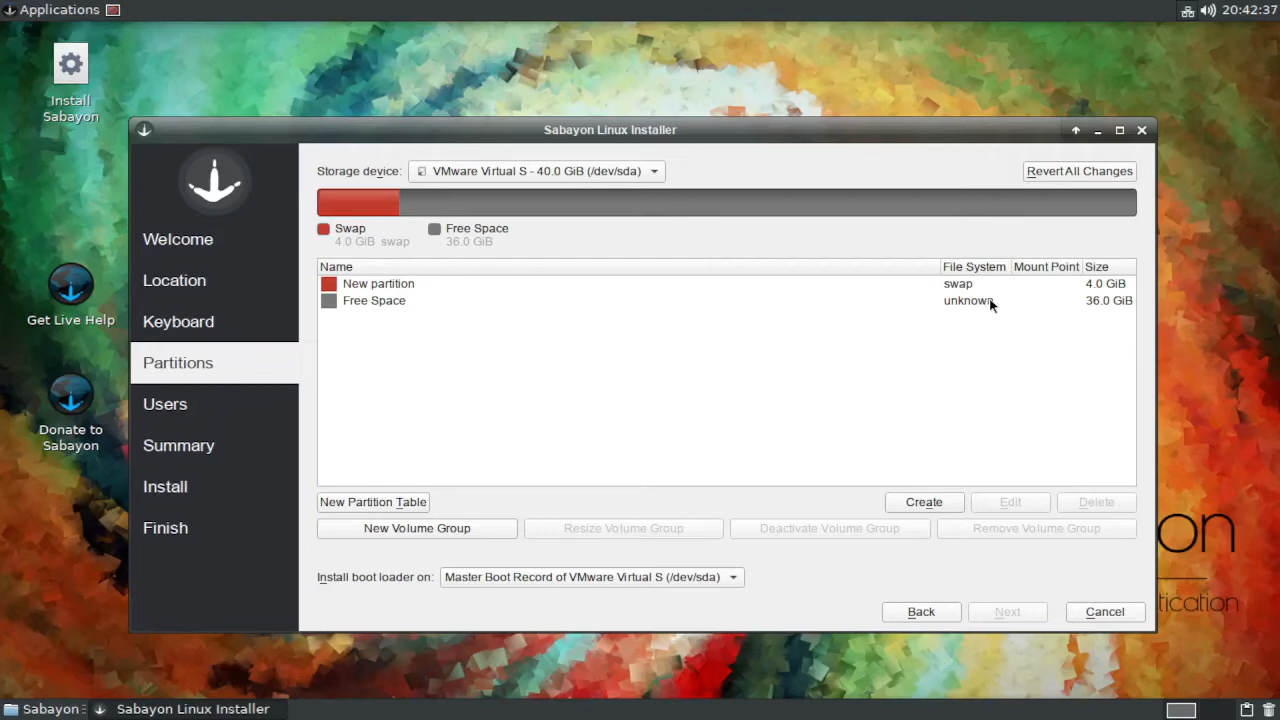 Applications
20:42:37
Install
Sabayon
Get Live Help
Donate to
Sabayon
Sabayon Linux Installer
Welcome
Location
Keyboard
Partitions
Users
Summary
Install
Finish
Storage device:
VMware Virtual S - 40.0 GiB (/dev/sda)
Revert All Changes
Swap
4.0 GiB swap
Free Space
36.0 GiB
Name File System Mount Point Size
New partition swap 4.0 GiB
Free Space unknown 36.0 GiB
New Partition Table
Create
Edit
Delete
New Volume Group
Resize Volume Group
Deactivate Volume Group
Remove Volume Group
Install boot loader on:
Master Boot Record of VMware Virtual S (/dev/sda)
Back
Next
Cancel
on
tication
Sabayon
Sabayon Linux Installer